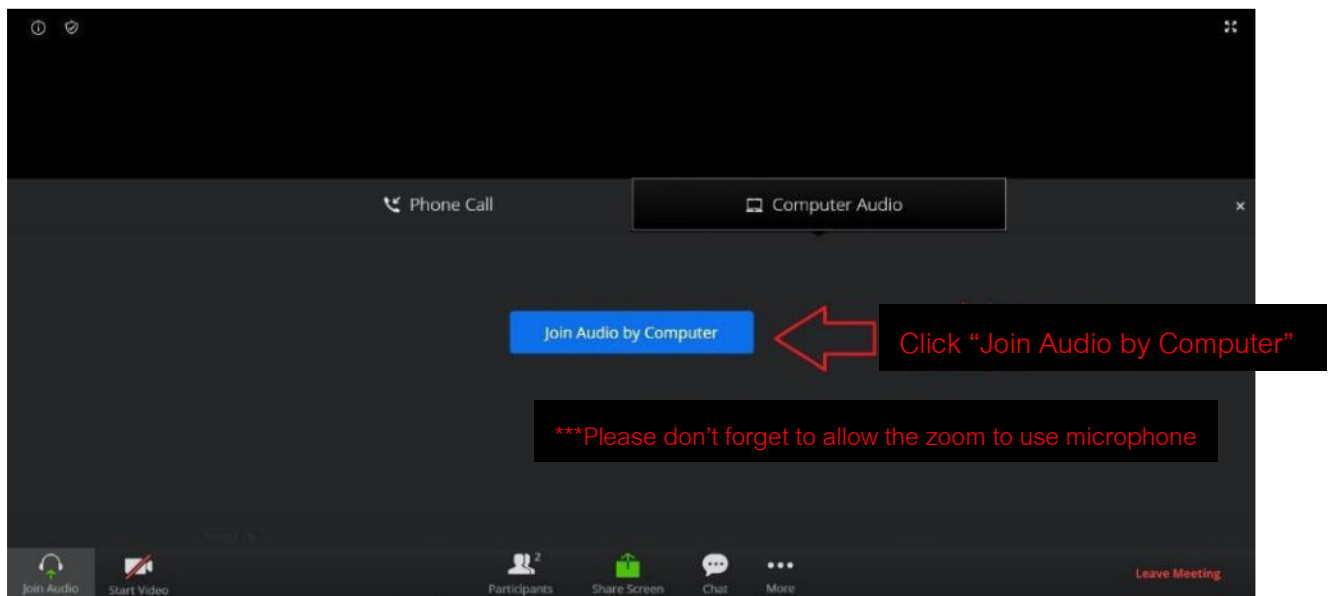 Phone Call
Computer Audio
Join Audio by Computer
Click “Join Audio by Computer”
***Please don’t forget to allow the zoom to use microphone
Join Audio
Start Video
Participants
2
Share Screen
Chat
More
Leave Meeting